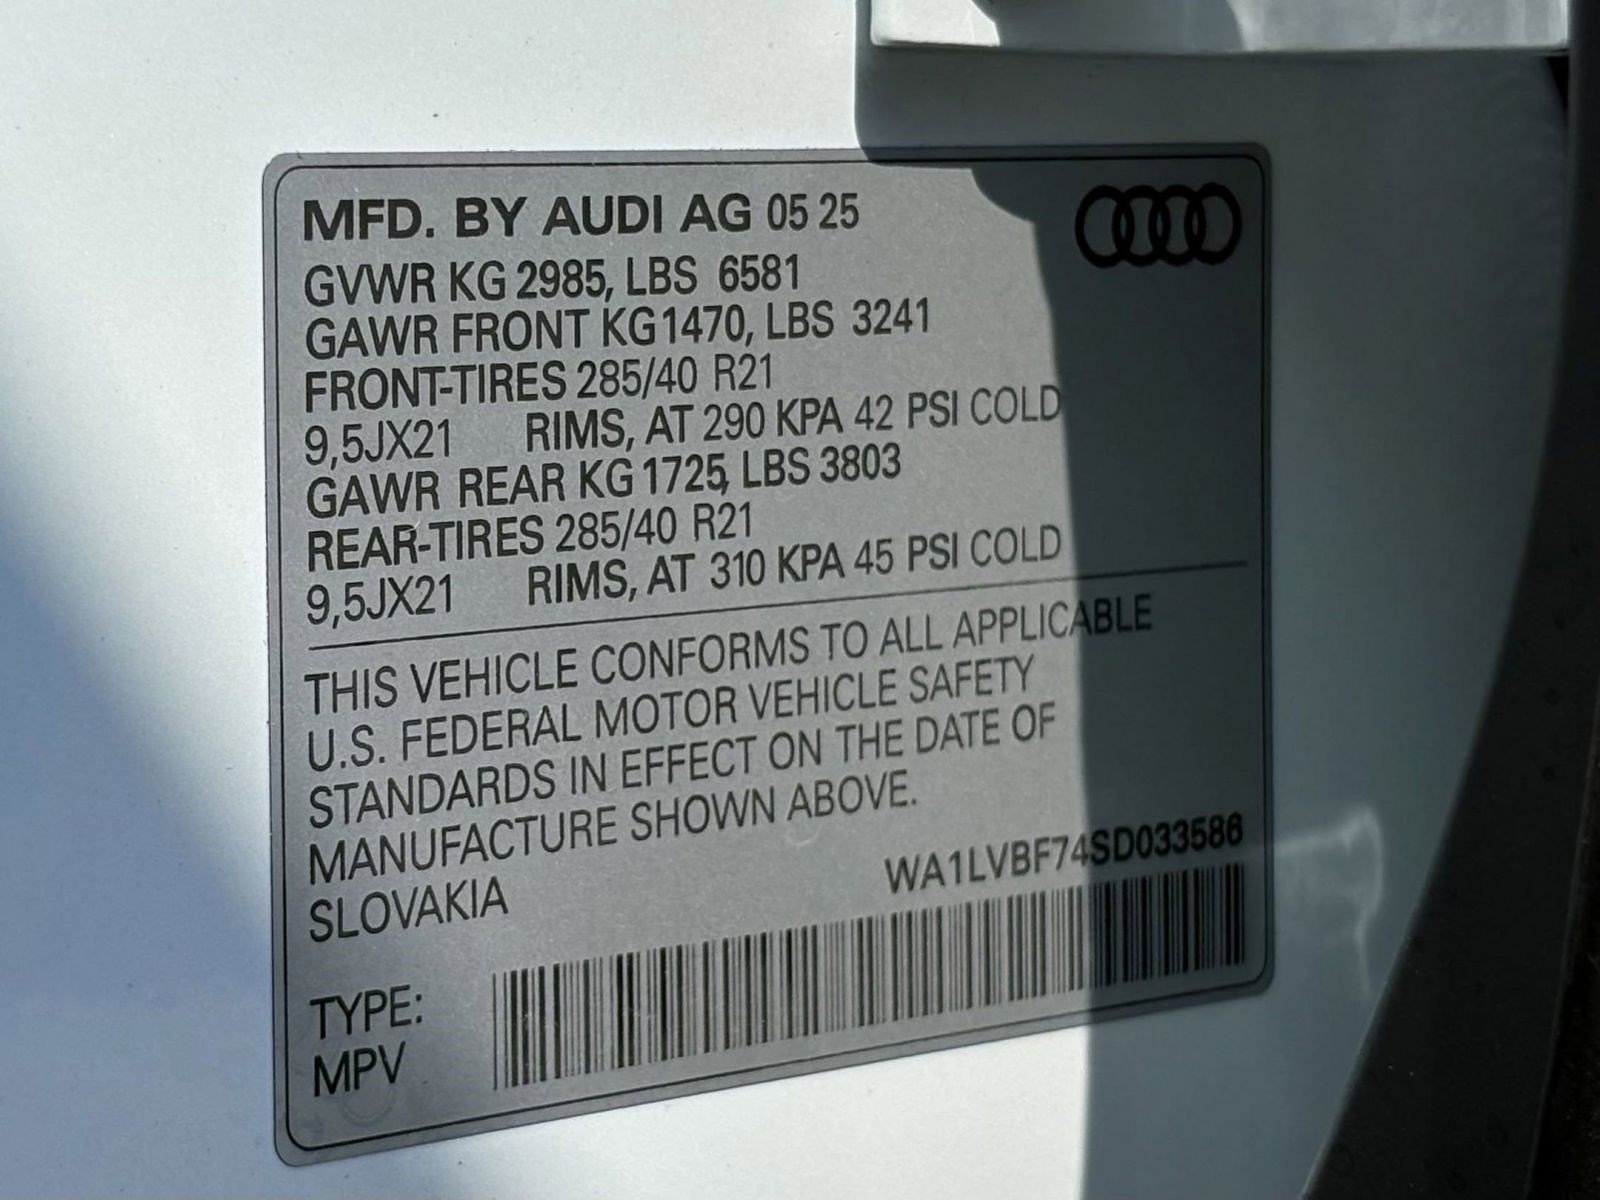 MFD. BY AUDI AG 05 25
GVWR KG 2985, LBS 6581
GAWR FRONT KG 1470, LBS 3241
FRONT-TIRES 285/40 R21
9,5JX21 RIMS, AT 290 KPA 42 PSI COLD
GAWR REAR KG 1725, LBS 3803
REAR-TIRES 285/40 R21
9,5JX21 RIMS, AT 310 KPA 45 PSI COLD
THIS VEHICLE CONFORMS TO ALL APPLICABLE
U.S. FEDERAL MOTOR VEHICLE SAFETY
STANDARDS IN EFFECT ON THE DATE OF
MANUFACTURE SHOWN ABOVE.
SLOVAKIA WA1LVBF74SD033586
TYPE:
MPV